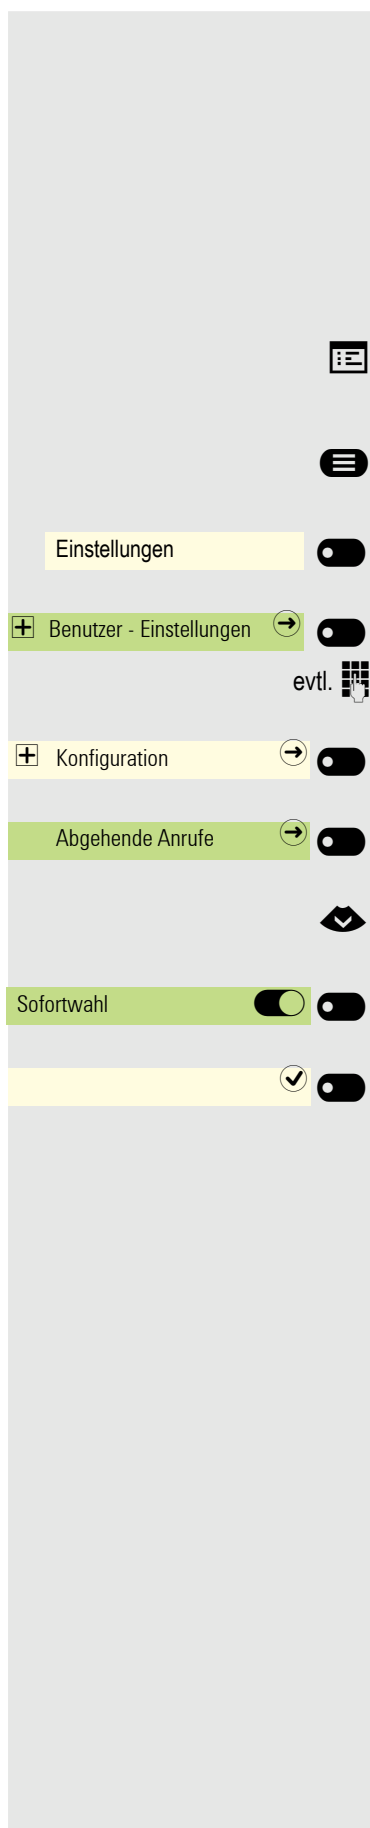 Einstellungen
Benutzer - Einstellungen
evtl.
Konfiguration
Abgehende Anrufe
Sofortwahl